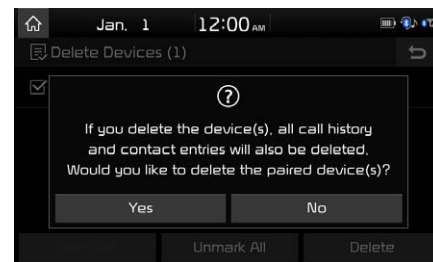 Jan. 1 12:00 AM
Delete Devices (1)
If you delete the device(s), all call history
and contact entries will also be deleted.
Would you like to delete the paired device(s)?
Yes No
Unmark All Delete